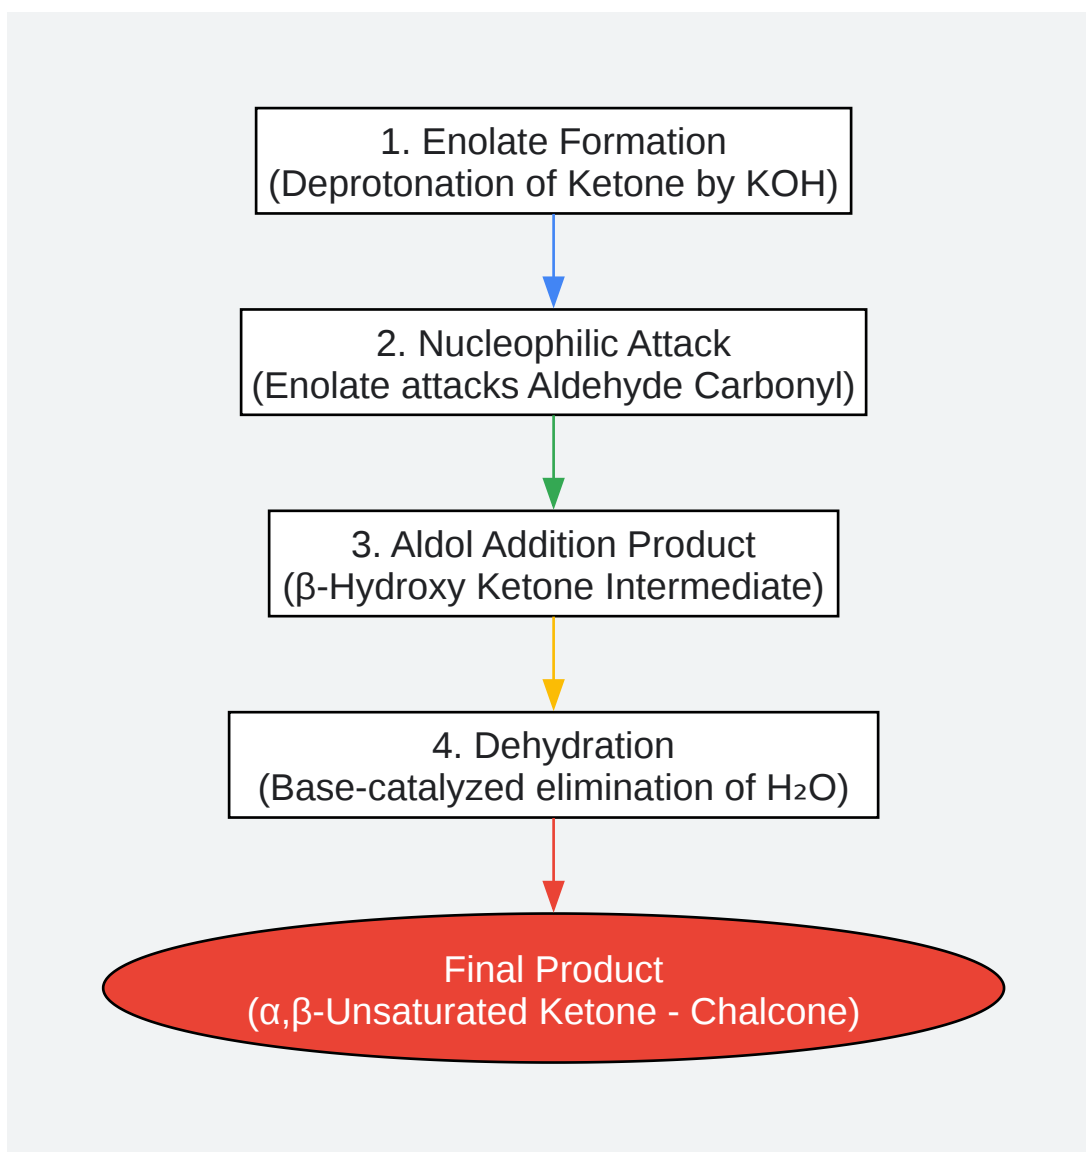 1. Enolate Formation
(Deprotonation of Ketone by KOH)
2. Nucleophilic Attack
(Enolate attacks Aldehyde Carbonyl)
3. Aldol Addition Product
(β-Hydroxy Ketone Intermediate)
4. Dehydration
(Base-catalyzed elimination of H₂O)
Final Product
(α,β-Unsaturated Ketone - Chalcone)